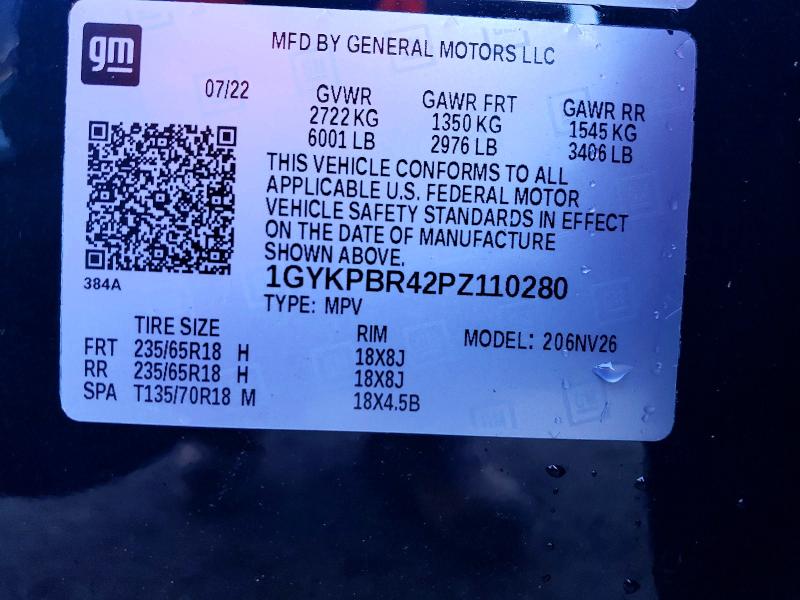 gm
MFD BY GENERAL MOTORS LLC
07/22
GVWR GAWR FRT GAWR RR
2722 KG 1350 KG 1545 KG
6001 LB 2976 LB 3406 LB
THIS VEHICLE CONFORMS TO ALL
APPLICABLE U.S. FEDERAL MOTOR
VEHICLE SAFETY STANDARDS IN EFFECT
ON THE DATE OF MANUFACTURE
SHOWN ABOVE.
384A
1GYKPBR42PZ110280
TYPE: MPV
TIRE SIZE RIM MODEL: 206NV26
FRT 235/65R18 H 18X8J
RR 235/65R18 H 18X8J
SPA T135/70R18 M 18X4.5B